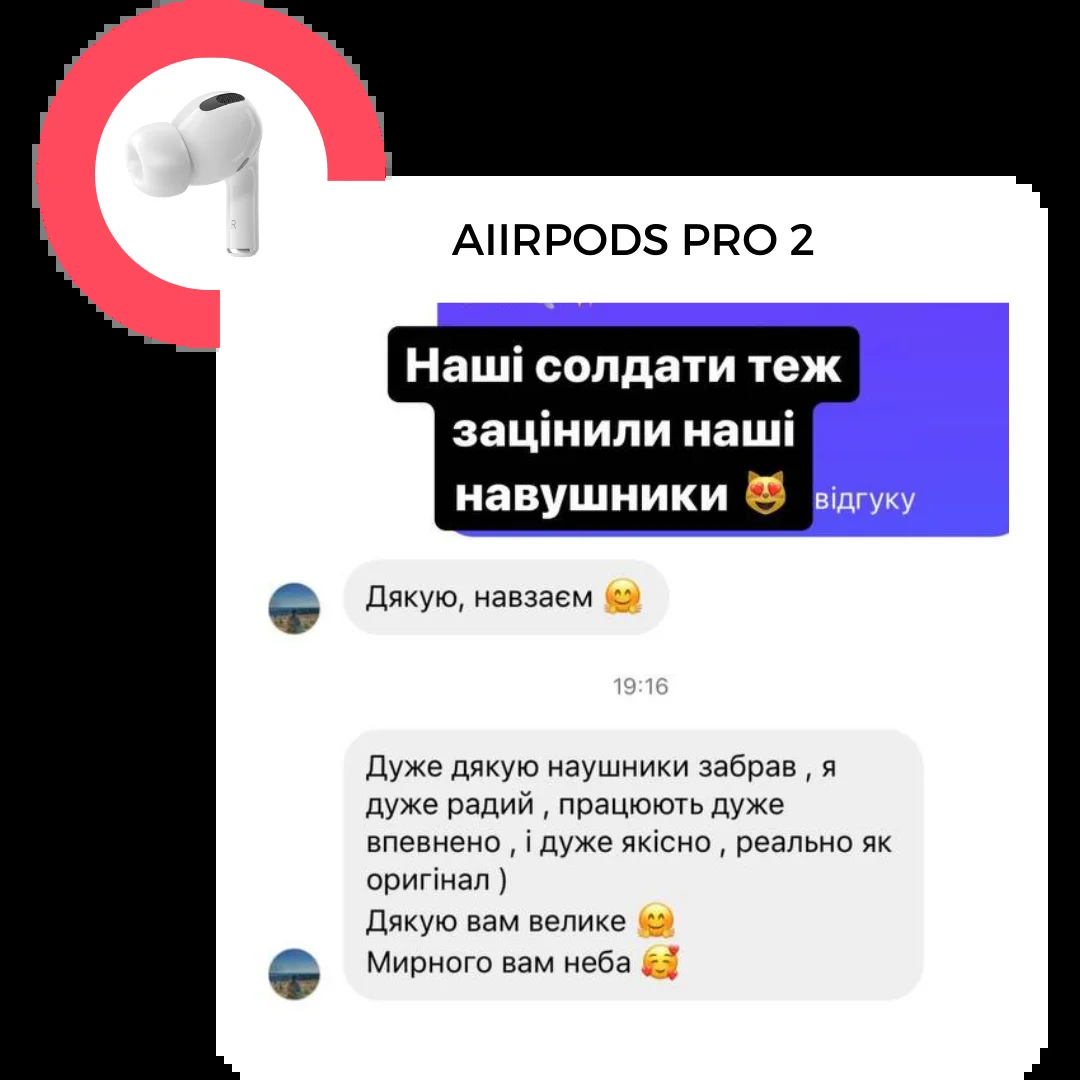 R
AIIRPODS PRO 2
Наші солдати теж
зацінили наші
навушники 😻
відгуку
Дякую, навзаєм 🤗
19:16
Дуже дякую наушники забрав , я
дуже радий , працюють дуже
впевнено , і дуже якісно , реально як
оригінал )
Дякую вам велике 🤗
Мирного вам неба 🥰